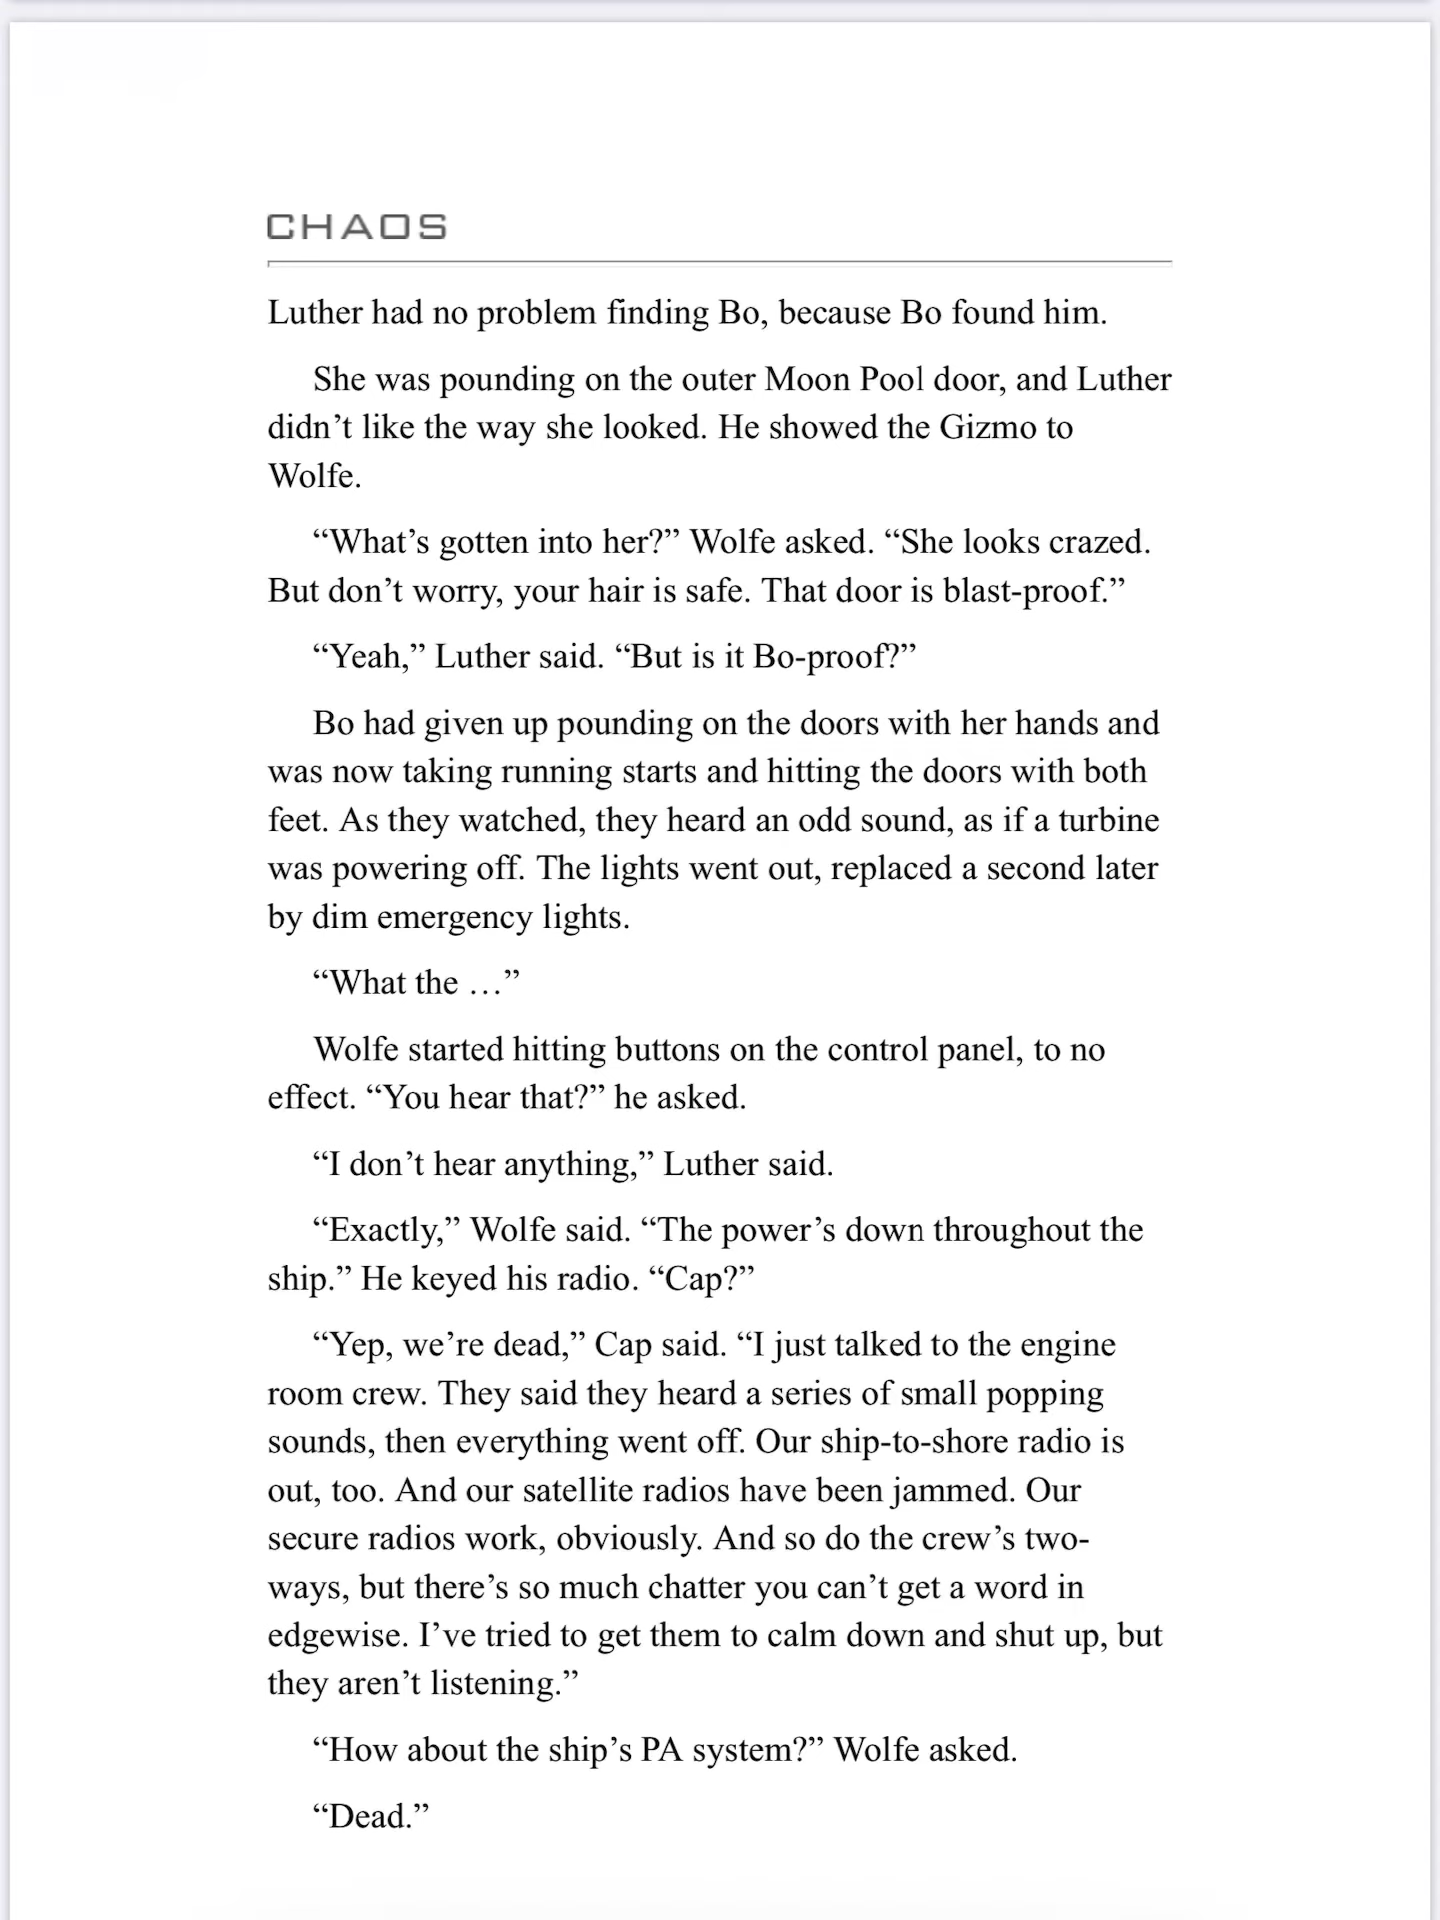 CHAOS
Luther had no problem finding Bo, because Bo found him.
She was pounding on the outer Moon Pool door, and Luther
didn’t like the way she looked. He showed the Gizmo to
Wolfe.
“What’s gotten into her?” Wolfe asked. “She looks crazed.
But don’t worry, your hair is safe. That door is blast-proof.”
“Yeah,” Luther said. “But is it Bo-proof?”
Bo had given up pounding on the doors with her hands and
was now taking running starts and hitting the doors with both
feet. As they watched, they heard an odd sound, as if a turbine
was powering off. The lights went out, replaced a second later
by dim emergency lights.
“What the …”
Wolfe started hitting buttons on the control panel, to no
effect. “You hear that?” he asked.
“I don’t hear anything,” Luther said.
“Exactly,” Wolfe said. “The power’s down throughout the
ship.” He keyed his radio. “Cap?”
“Yep, we’re dead,” Cap said. “I just talked to the engine
room crew. They said they heard a series of small popping
sounds, then everything went off. Our ship-to-shore radio is
out, too. And our satellite radios have been jammed. Our
secure radios work, obviously. And so do the crew’s two-
ways, but there’s so much chatter you can’t get a word in
edgewise. I’ve tried to get them to calm down and shut up, but
they aren’t listening.”
“How about the ship’s PA system?” Wolfe asked.
“Dead.”